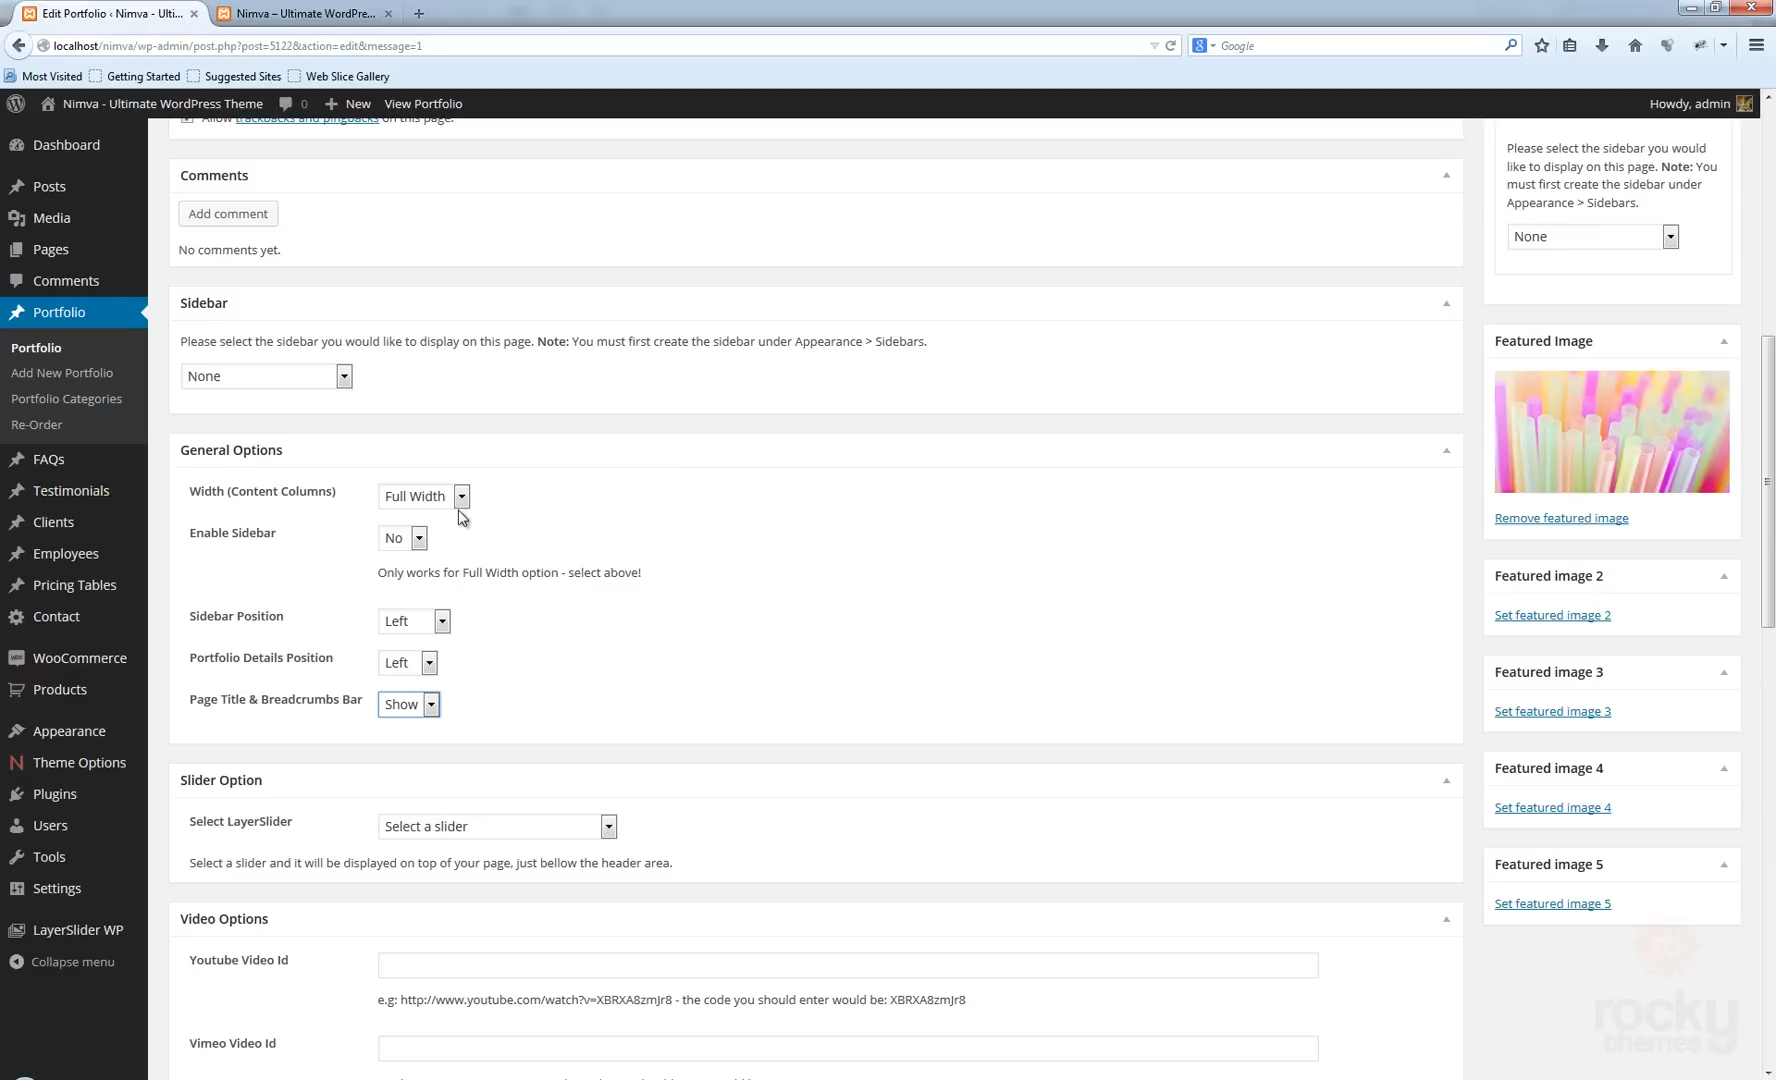 Edit Portfolio ‹ Nimva - Ulti...
Nimva – Ultimate WordPre...
localhost/nimva/wp-admin/post.php?post=5122&action=edit&message=1
Google
Most Visited
Getting Started
Suggested Sites
Web Slice Gallery
Nimva - Ultimate WordPress Theme
0
New
View Portfolio
Howdy, admin
Allow trackbacks and pingbacks on this page.
Dashboard
Posts
Media
Pages
Comments
Portfolio
Portfolio
Add New Portfolio
Portfolio Categories
Re-Order
FAQs
Testimonials
Clients
Employees
Pricing Tables
Contact
WooCommerce
Products
Appearance
Theme Options
Plugins
Users
Tools
Settings
LayerSlider WP
Collapse menu
Comments
Add comment
No comments yet.
Sidebar
Please select the sidebar you would like to display on this page. Note: You must first create the sidebar under Appearance > Sidebars.
None
General Options
Width (Content Columns)
Full Width
Enable Sidebar
No
Only works for Full Width option - select above!
Sidebar Position
Left
Portfolio Details Position
Left
Page Title & Breadcrumbs Bar
Show
Slider Option
Select LayerSlider
Select a slider
Select a slider and it will be displayed on top of your page, just bellow the header area.
Video Options
Youtube Video Id
e.g: http://www.youtube.com/watch?v=XBRXA8zmJr8 - the code you should enter would be: XBRXA8zmJr8
Vimeo Video Id
Please select the sidebar you would
like to display on this page. Note: You
must first create the sidebar under
Appearance > Sidebars.
None
Featured Image
Remove featured image
Featured image 2
Set featured image 2
Featured image 3
Set featured image 3
Featured image 4
Set featured image 4
Featured image 5
Set featured image 5
rocky
themes